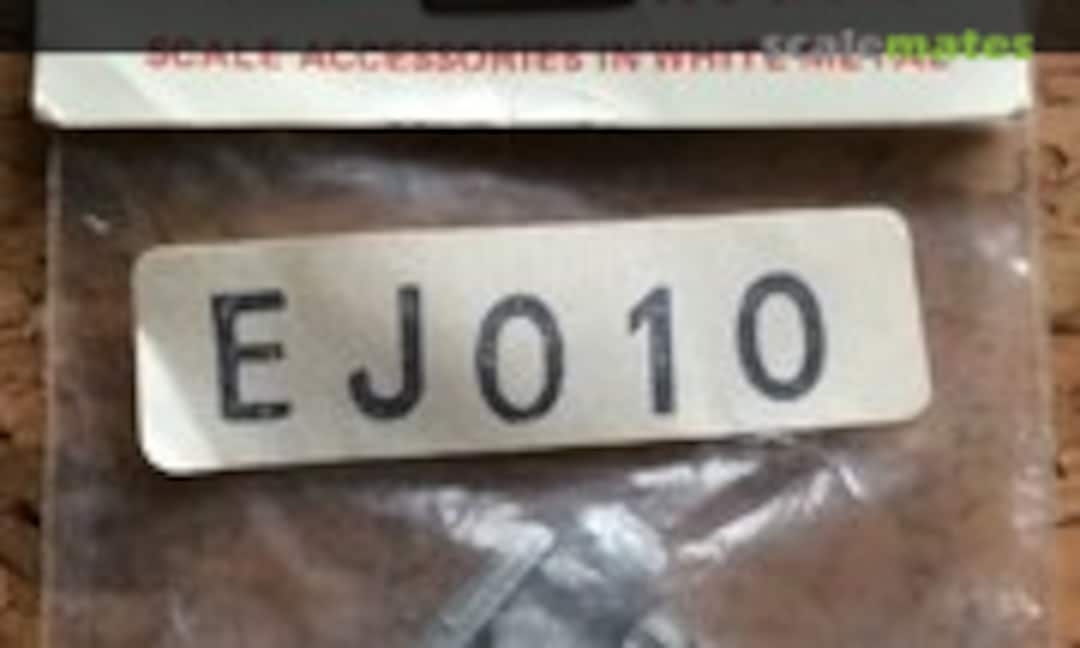 scalemates
SCALE ACCESSORIES IN WHITE METAL
EJ010